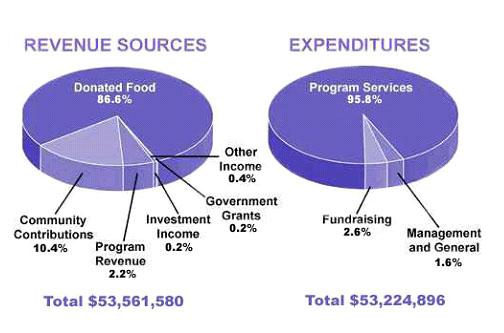 REVENUE SOURCES
Donated Food
86.6%
Other
Income
0.4%
Government
Grants
0.2%
Investment
Income
0.2%
Program
Revenue
2.2%
Community
Contributions
10.4%
Total $53,561,580
EXPENDITURES
Program Services
95.8%
Fundraising
2.6%
Management
and General
1.6%
Total $53,224,896